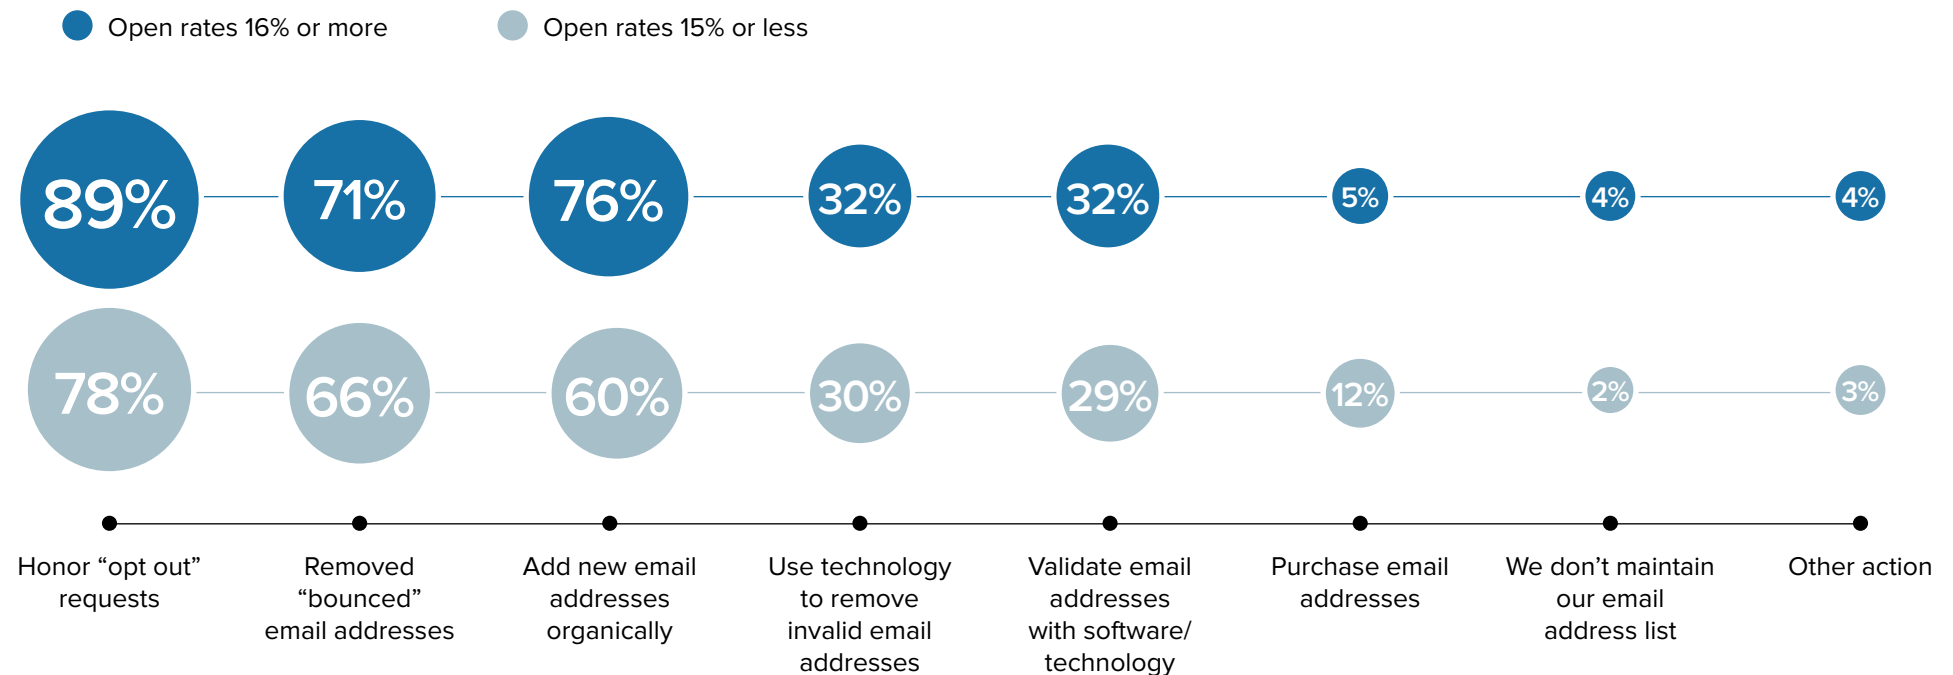 Open rates 16% or more
Open rates 15% or less
89%
71%
76%
32%
32%
5%
4%
4%
78%
66%
60%
30%
29%
12%
2%
3%
Honor “opt out”
requests
Removed
“bounced”
email addresses
Add new email
addresses
organically
Use technology
to remove
invalid email
addresses
Validate email
addresses
with software/
technology
Purchase email
addresses
We don’t maintain
our email
address list
Other action